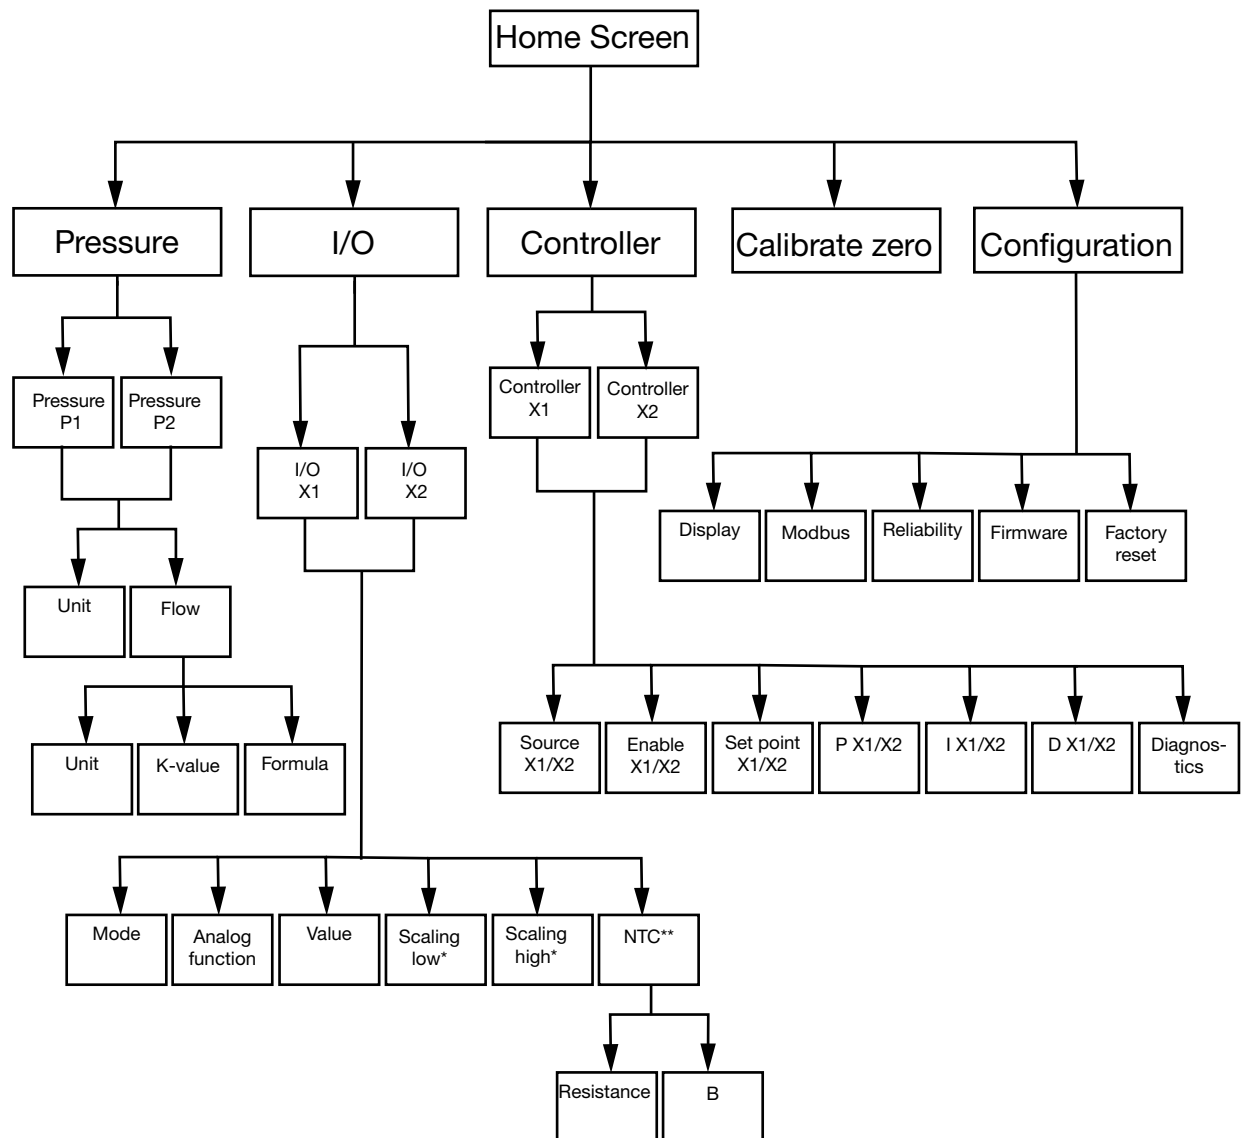 Home Screen
Pressure
I/O
Controller
Calibrate zero
Configuration
Pressure
P1
Pressure
P2
I/O
X1
I/O
X2
Controller
X1
Controller
X2
Display
Modbus
Reliability
Firmware
Factory
reset
Unit
Flow
Unit
K-value
Formula
Source
X1/X2
Enable
X1/X2
Set point
X1/X2
P X1/X2
I X1/X2
D X1/X2
Diagnos-
tics
Mode
Analog
function
Value
Scaling
low*
Scaling
high*
NTC**
Resistance
B